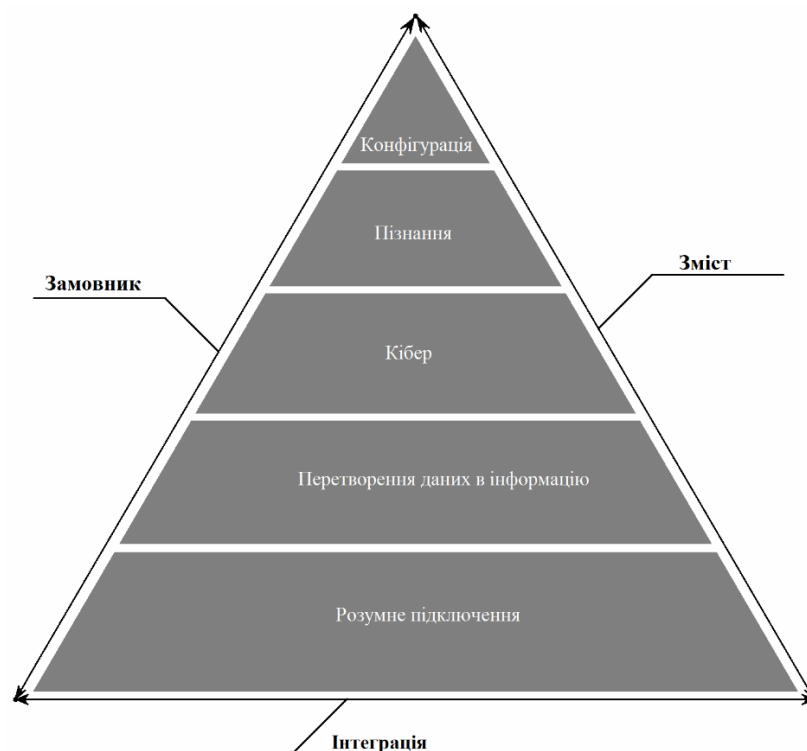 Конфігурація
Пізнання
Замовник
Зміст
Кібер
Перетворення даних в інформацію
Розумне підключення
Інтеграція